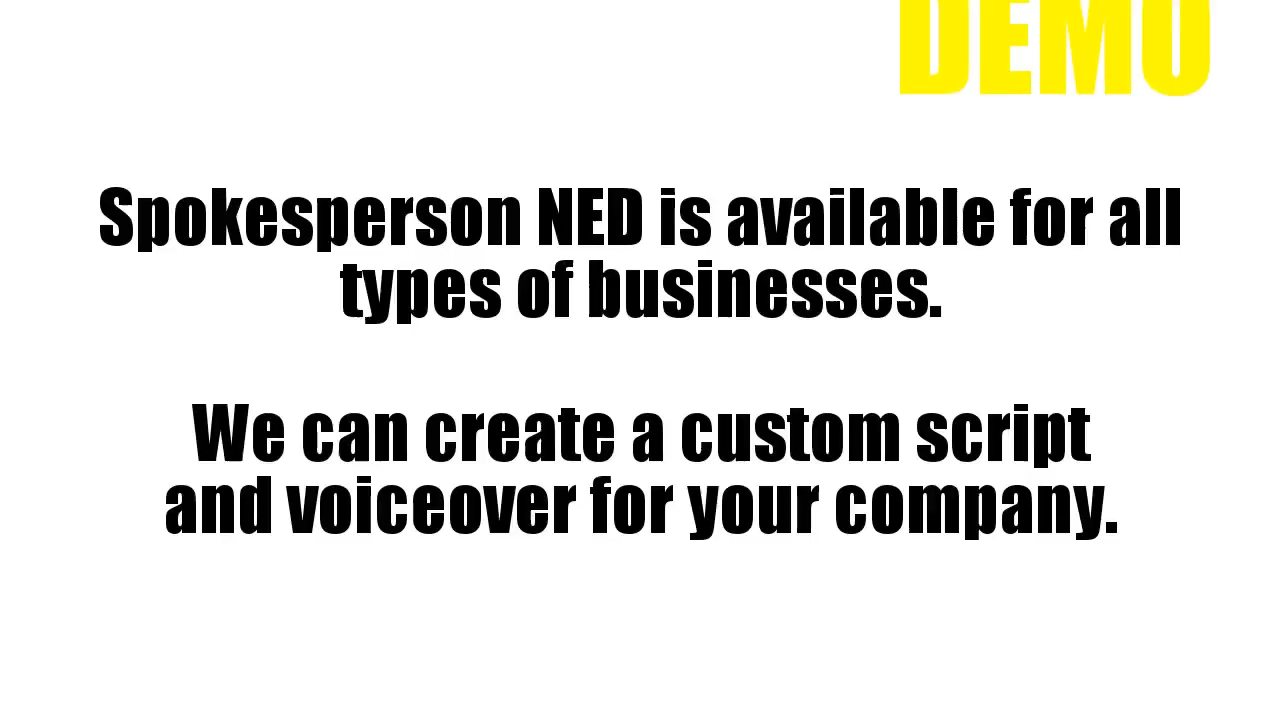 DEMO
Spokesperson NED is available for all
types of businesses.
We can create a custom script
and voiceover for your company.